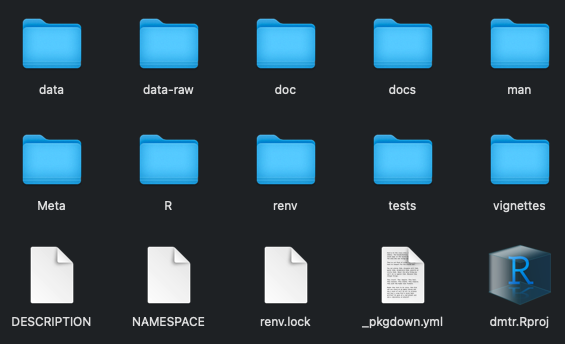 data data-raw doc docs man
Meta R renv tests vignettes
R
DESCRIPTION NAMESPACE renv.lock _pkgdown.yml dmtr.Rproj